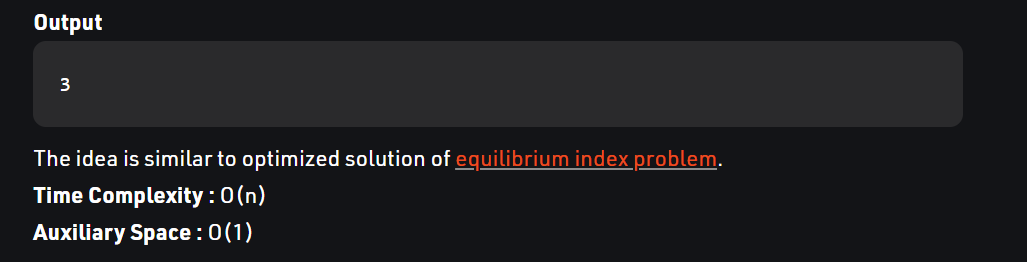 Output
3
The idea is similar to optimized solution of equilibrium index problem.
Time Complexity : O(n)
Auxiliary Space : O(1)